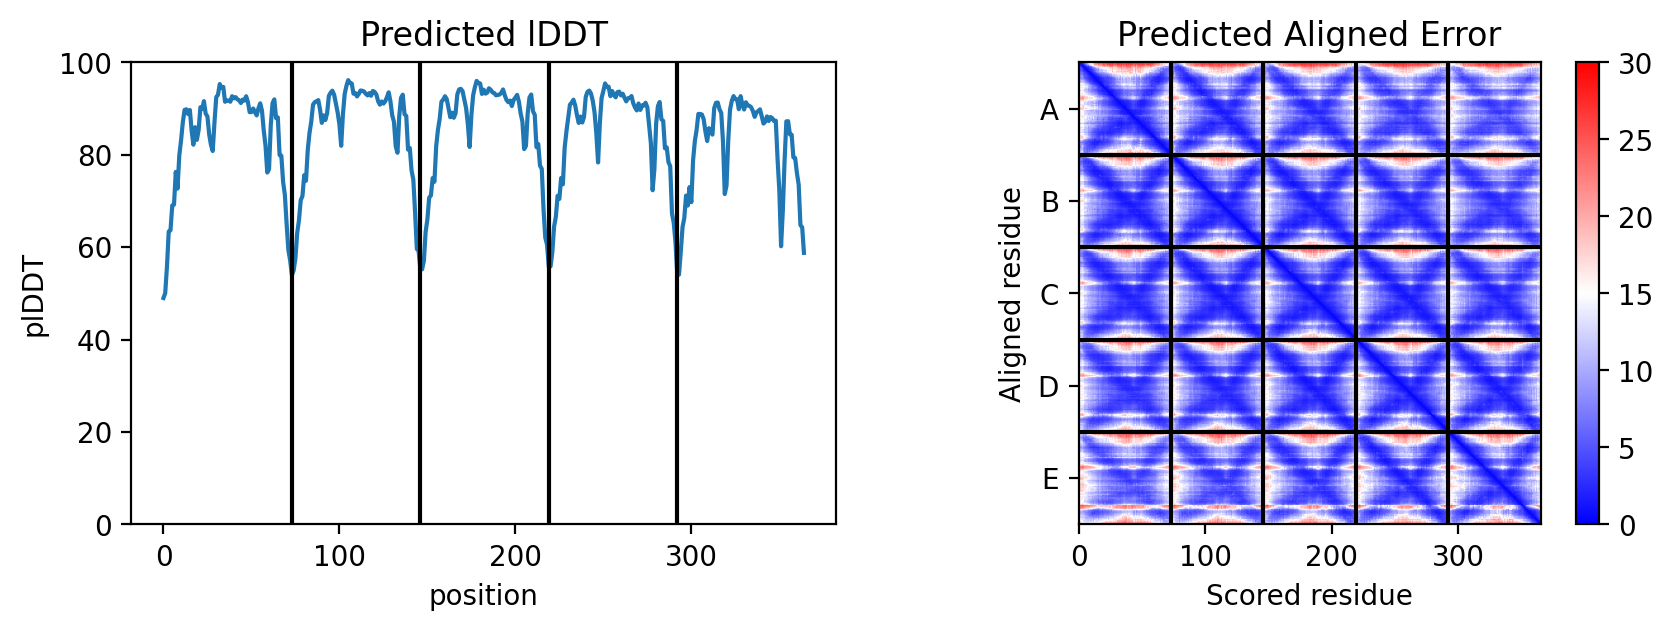 Predicted lDDT
plDDT
100
80
60
40
20
0
0 100 200 300
position
Predicted Aligned Error
Aligned residue
A
B
C
D
E
0 100 200 300
Scored residue
30
25
20
15
10
5
0